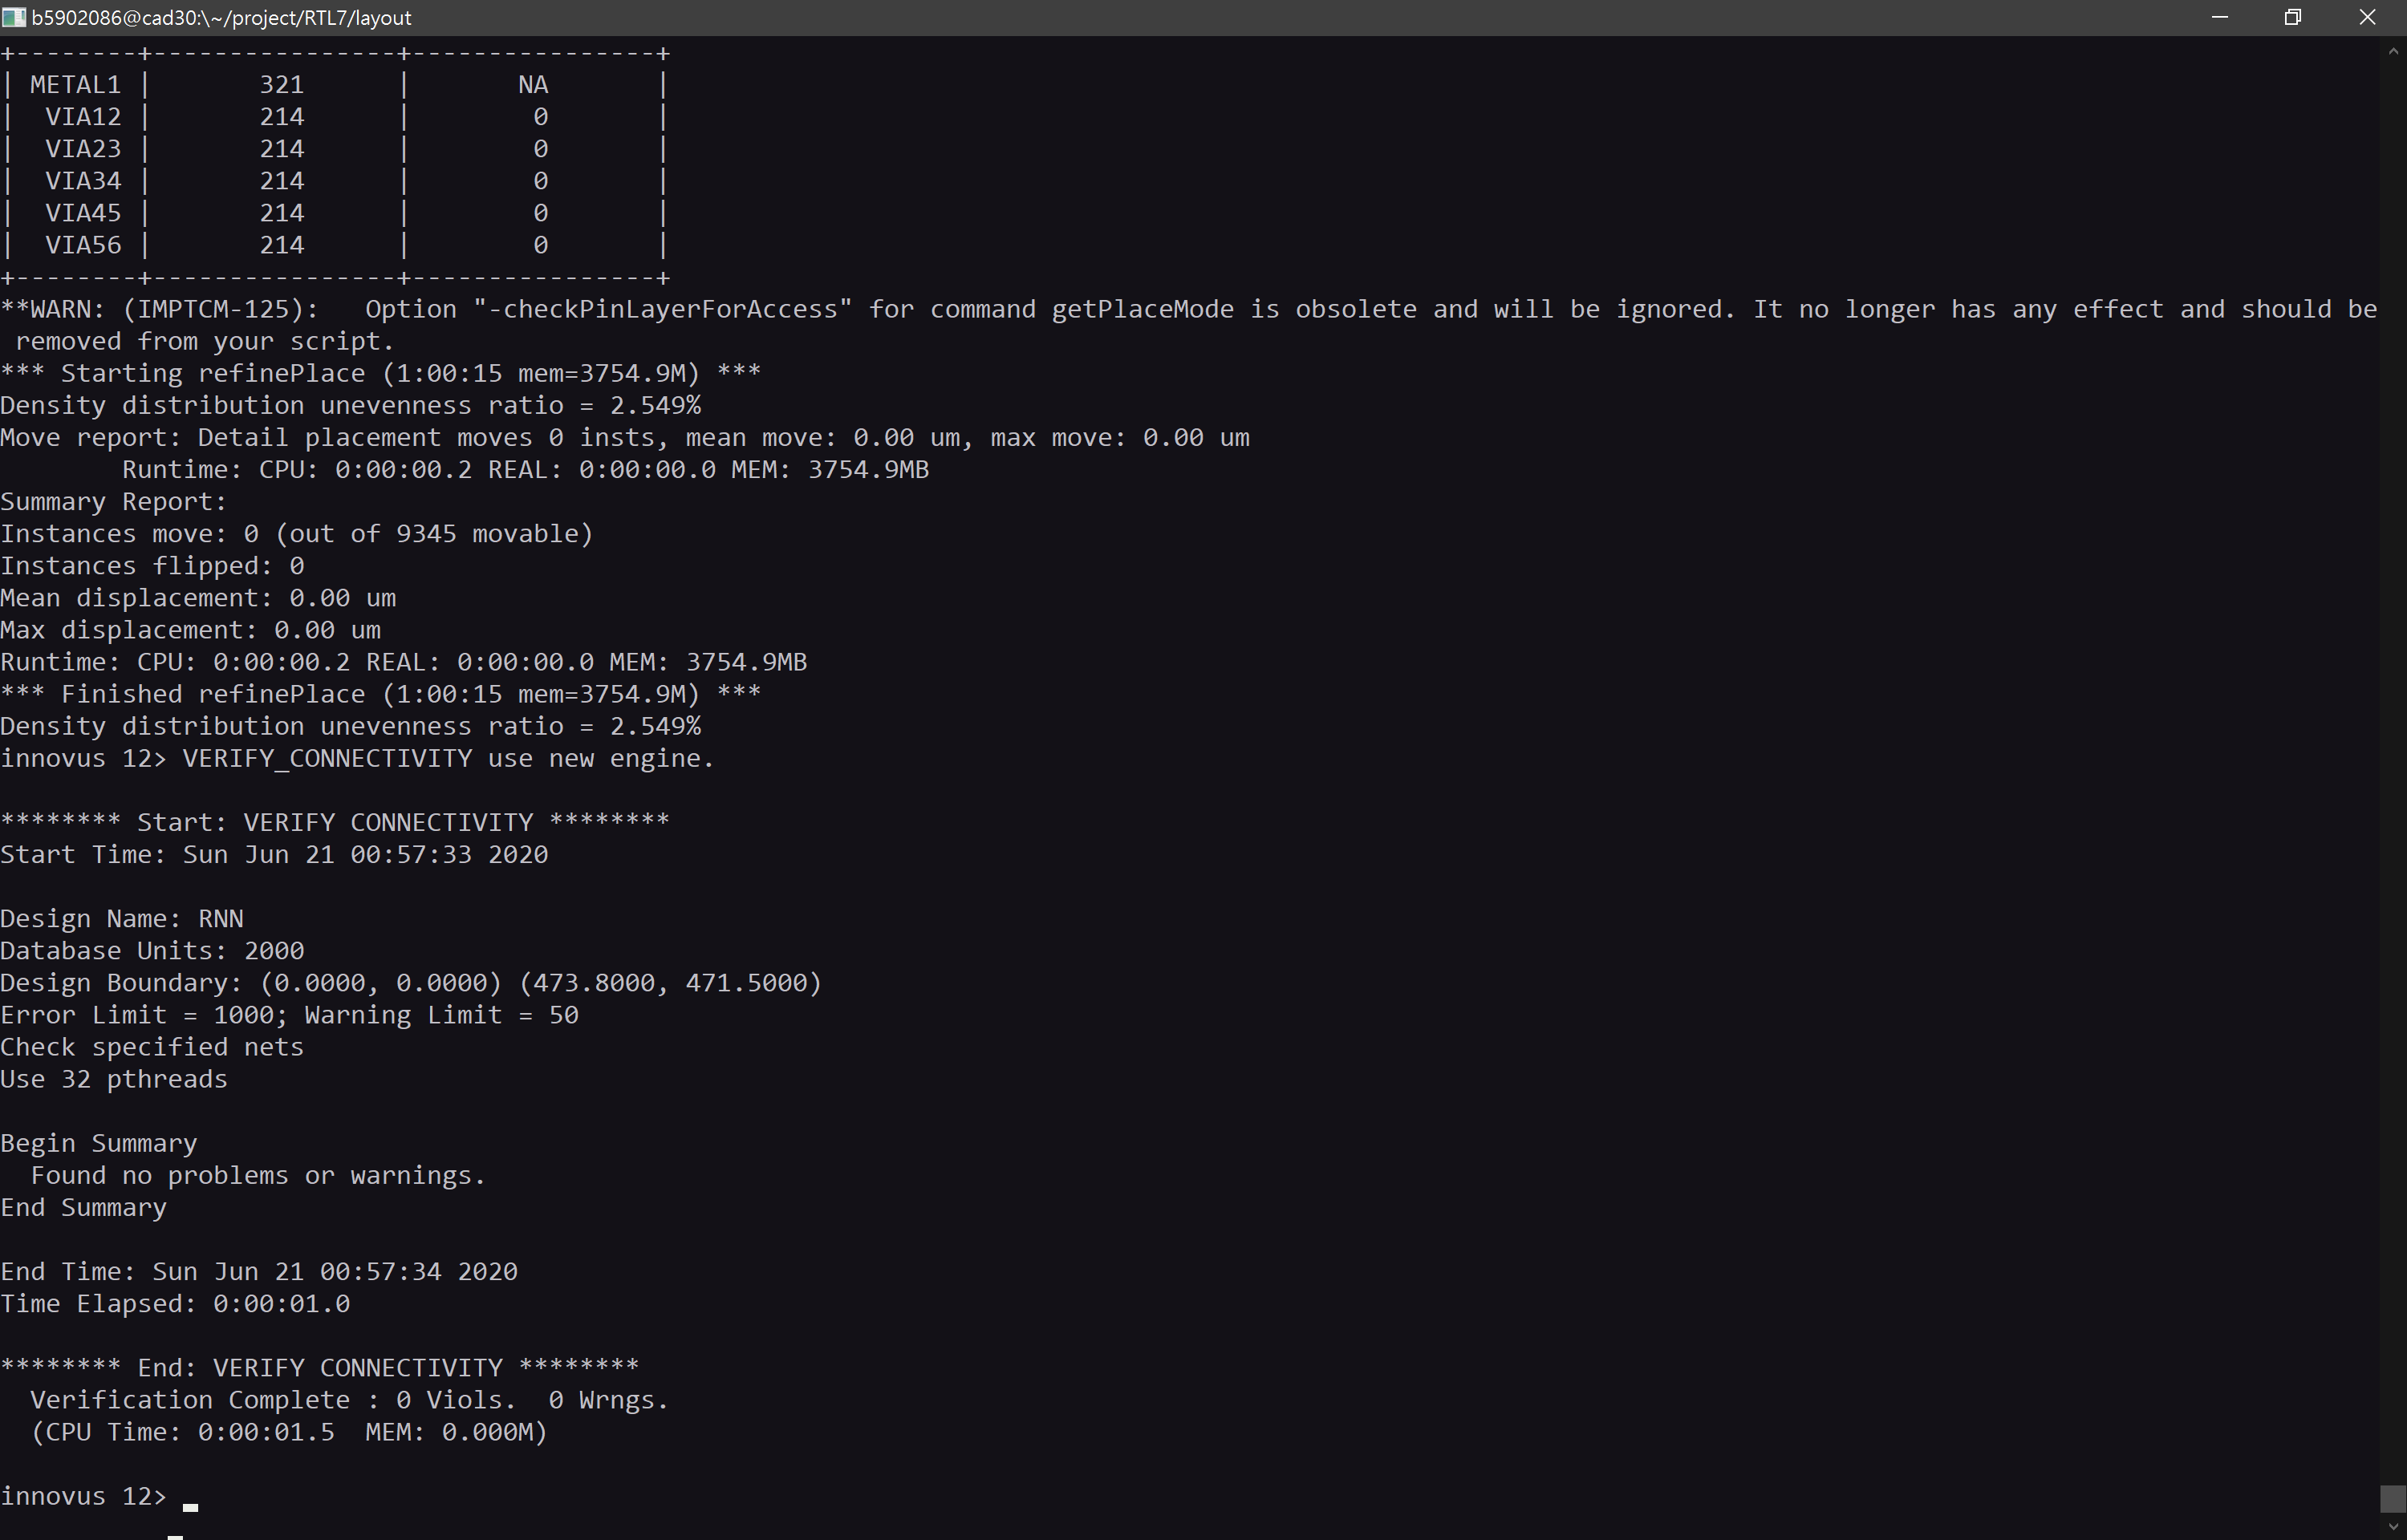 b5902086@cad30:\~/project/RTL7/layout
+--------+----------------+----------------+
| METAL1 |       321      |       NA       |
|  VIA12 |       214      |        0       |
|  VIA23 |       214      |        0       |
|  VIA34 |       214      |        0       |
|  VIA45 |       214      |        0       |
|  VIA56 |       214      |        0       |
+--------+----------------+----------------+
**WARN: (IMPTCM-125):   Option "-checkPinLayerForAccess" for command getPlaceMode is obsolete and will be ignored. It no longer has any effect and should be
 removed from your script.
*** Starting refinePlace (1:00:15 mem=3754.9M) ***
Density distribution unevenness ratio = 2.549%
Move report: Detail placement moves 0 insts, mean move: 0.00 um, max move: 0.00 um
        Runtime: CPU: 0:00:00.2 REAL: 0:00:00.0 MEM: 3754.9MB
Summary Report:
Instances move: 0 (out of 9345 movable)
Instances flipped: 0
Mean displacement: 0.00 um
Max displacement: 0.00 um
Runtime: CPU: 0:00:00.2 REAL: 0:00:00.0 MEM: 3754.9MB
*** Finished refinePlace (1:00:15 mem=3754.9M) ***
Density distribution unevenness ratio = 2.549%
innovus 12> VERIFY_CONNECTIVITY use new engine.
******** Start: VERIFY CONNECTIVITY ********
Start Time: Sun Jun 21 00:57:33 2020
Design Name: RNN
Database Units: 2000
Design Boundary: (0.0000, 0.0000) (473.8000, 471.5000)
Error Limit = 1000; Warning Limit = 50
Check specified nets
Use 32 pthreads
Begin Summary
  Found no problems or warnings.
End Summary
End Time: Sun Jun 21 00:57:34 2020
Time Elapsed: 0:00:01.0
******** End: VERIFY CONNECTIVITY ********
  Verification Complete : 0 Viols.  0 Wrngs.
  (CPU Time: 0:00:01.5  MEM: 0.000M)
innovus 12>